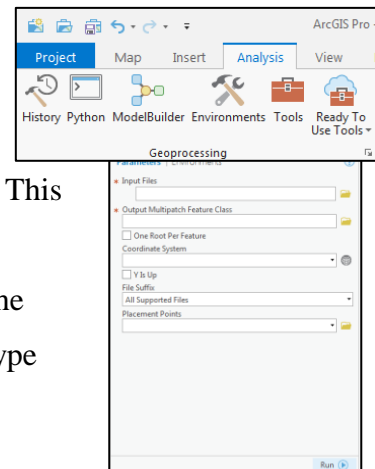 ArcGIS Pro -
Project Map Insert Analysis View
History Python ModelBuilder Environments Tools Ready To Use Tools
Geoprocessing
Parameters | Environments
This
* Input Files
* Output Multipatch Feature Class
One Root Per Feature
Coordinate System
Y Is Up
ne
File Suffix
All Supported Files
Placement Points
ype
Run